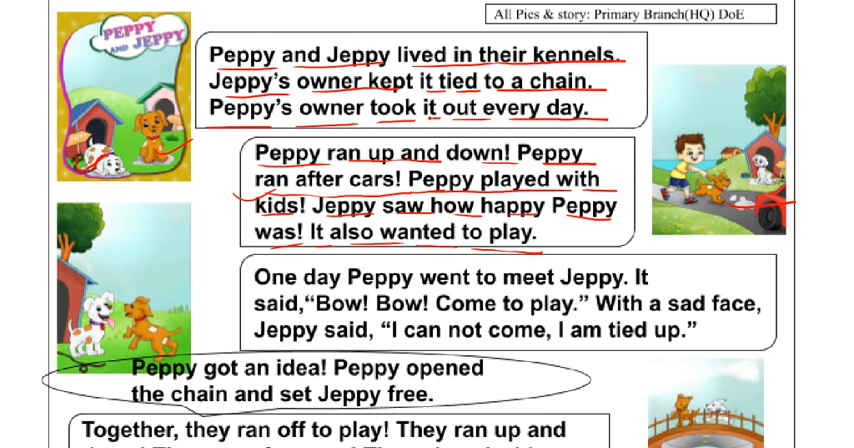 All Pics & story: Primary Branch(HQ) DoE
PEPPY
AND JEPPY
Peppy and Jeppy lived in their kennels.
Jeppy’s owner kept it tied to a chain.
Peppy’s owner took it out every day.
Peppy ran up and down! Peppy
ran after cars! Peppy played with
kids! Jeppy saw how happy Peppy
was! It also wanted to play.
One day Peppy went to meet Jeppy. It
said,“Bow! Bow! Come to play.” With a sad face,
Jeppy said, “I can not come, I am tied up.”
Peppy got an idea! Peppy opened
the chain and set Jeppy free.
Together, they ran off to play! They ran up and